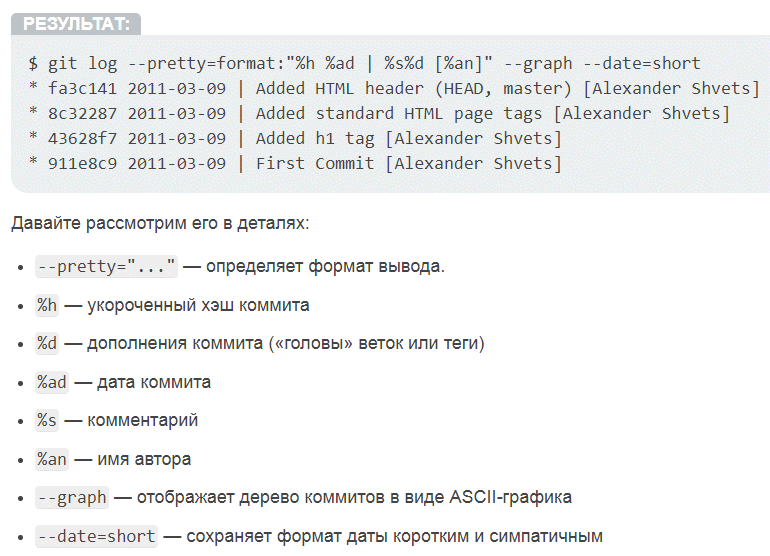 РЕЗУЛЬТАТ:
$ git log --pretty=format:"%h %ad | %s%d [%an]" --graph --date=short
* fa3c141 2011-03-09 | Added HTML header (HEAD, master) [Alexander Shvets]
* 8c32287 2011-03-09 | Added standard HTML page tags [Alexander Shvets]
* 43628f7 2011-03-09 | Added h1 tag [Alexander Shvets]
* 911e8c9 2011-03-09 | First Commit [Alexander Shvets]
Давайте рассмотрим его в деталях:
• --pretty="..." — определяет формат вывода.
• %h — укороченный хэш коммита
• %d — дополнения коммита («головы» веток или теги)
• %ad — дата коммита
• %s — комментарий
• %an — имя автора
• --graph — отображает дерево коммитов в виде ASCII-графика
• --date=short — сохраняет формат даты коротким и симпатичным